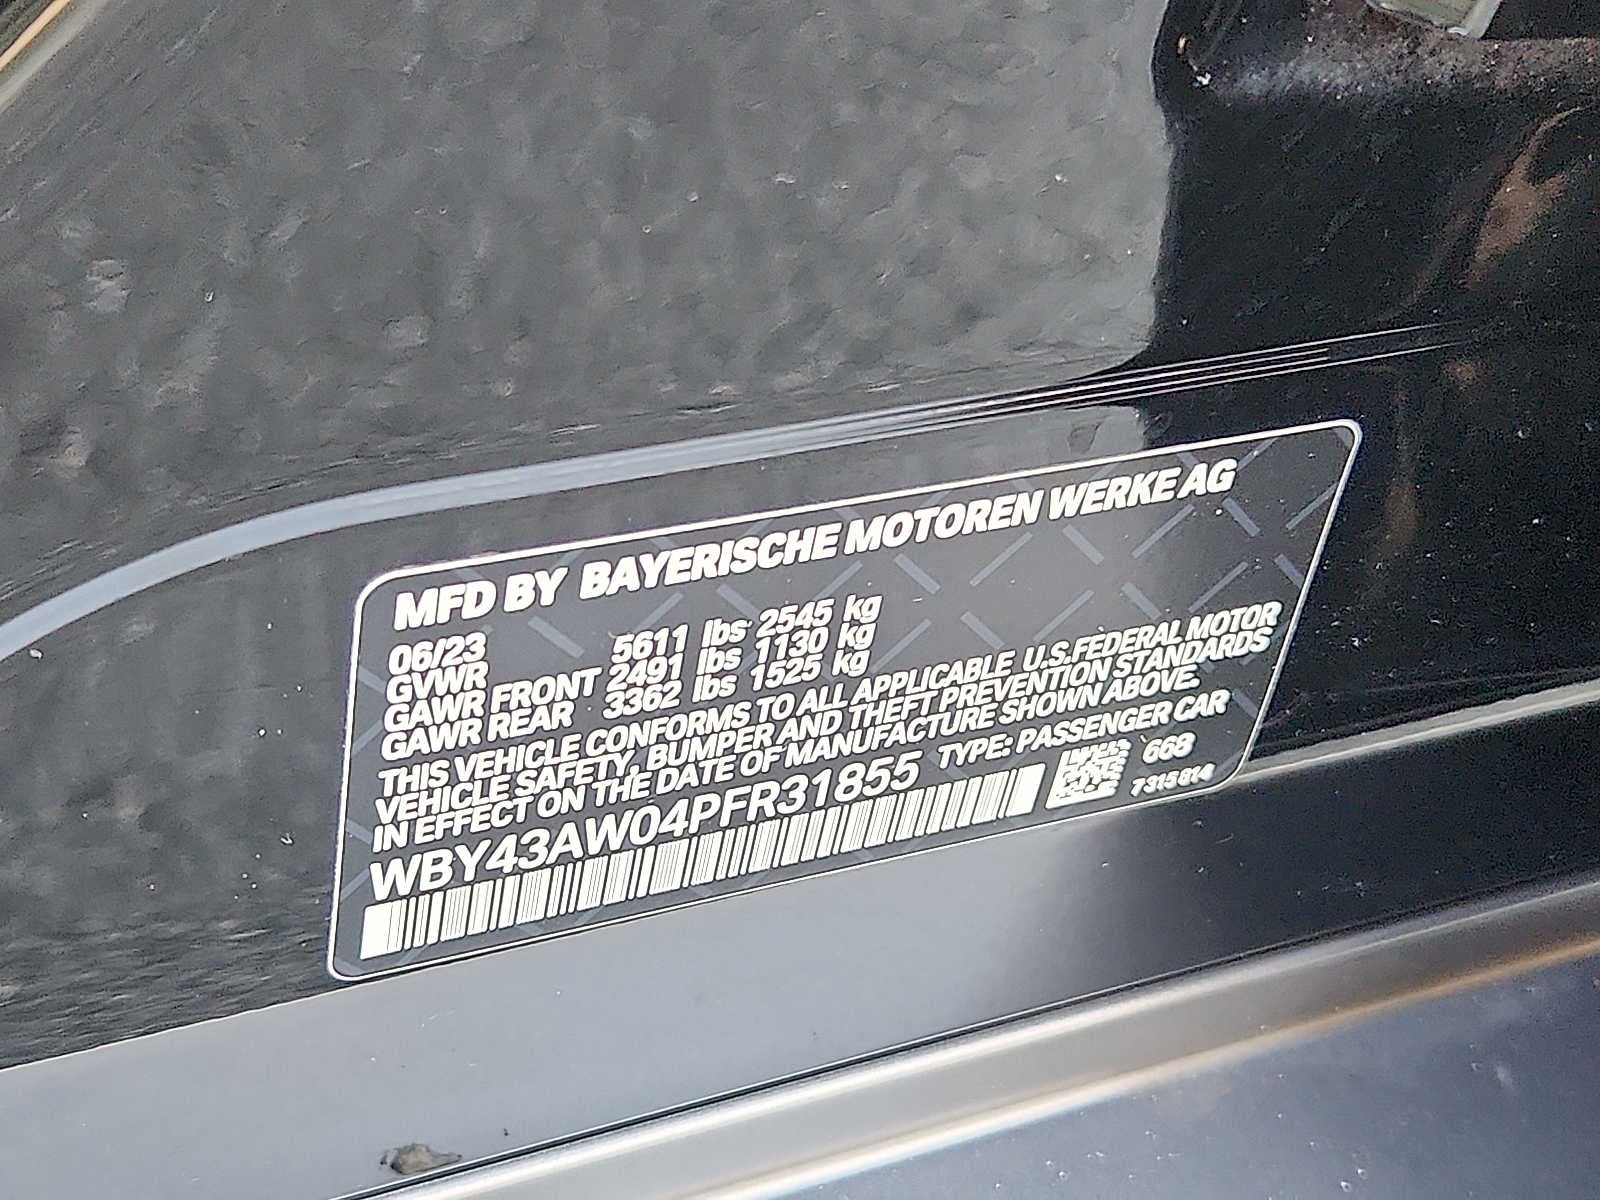 MFD BY BAYERISCHE MOTOREN WERKE AG
06/23
GVWR 5611 lbs 2545 kg
GAWR FRONT 2491 lbs 1130 kg
GAWR REAR 3362 lbs 1525 kg
THIS VEHICLE CONFORMS TO ALL APPLICABLE U.S.FEDERAL MOTOR
VEHICLE SAFETY, BUMPER AND THEFT PREVENTION STANDARDS
IN EFFECT ON THE DATE OF MANUFACTURE SHOWN ABOVE.
WBY43AW04PFR31855 TYPE: PASSENGER CAR
668
7315814